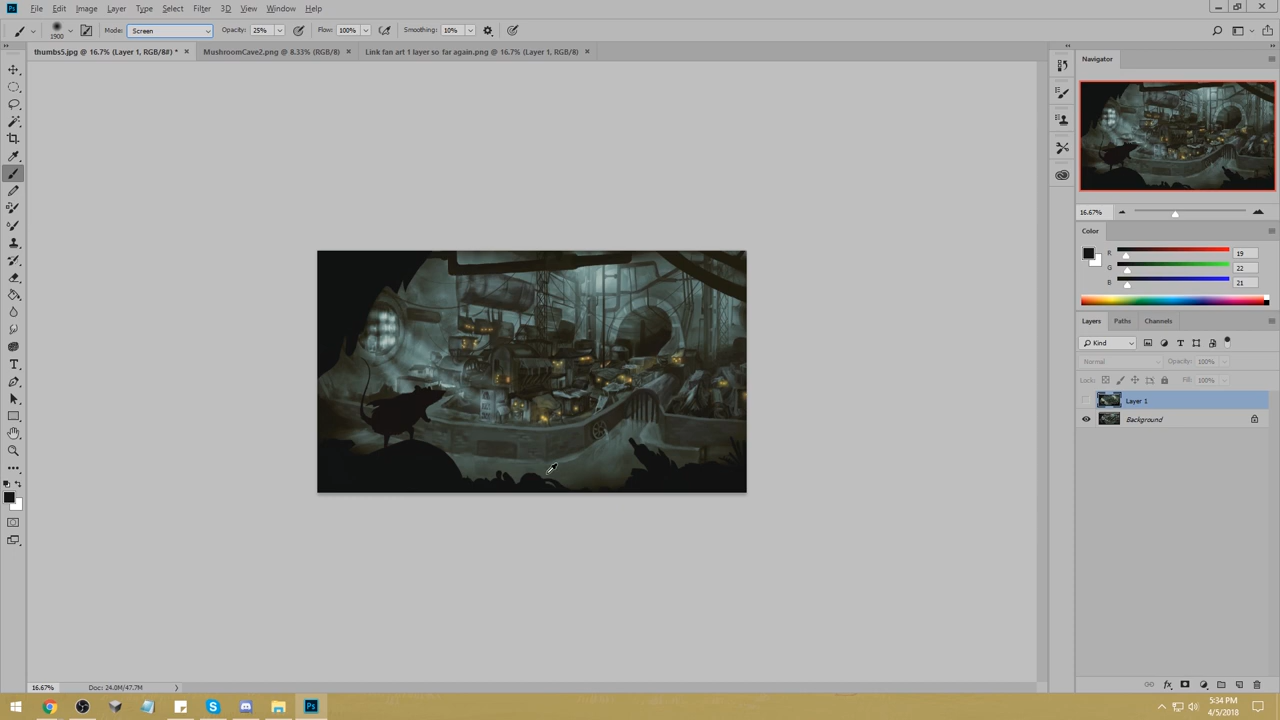 Ps File Edit Image Layer Type Select Filter 3D View Window Help
1900 Mode: Screen Opacity: 25% Flow: 100% Smoothing: 10%
thumbs5.jpg @ 16.7% (Layer 1, RGB/8#) * × MushroomCave2.png @ 8.33% (RGB/8) × Link fan art 1 layer so far again.png @ 16.7% (Layer 1, RGB/8) ×
Navigator
16.67%
Color
R 19
G 22
B 21
Layers Paths Channels
Kind
Normal Opacity: 100%
Lock: Fill: 100%
Layer 1
Background
16.67% Doc: 24.0M/47.7M
5:34 PM
4/5/2018